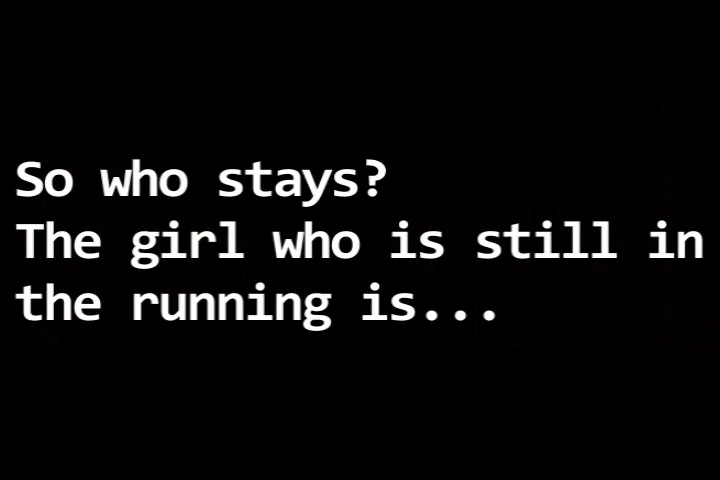 So who stays?
The girl who is still in
the running is...